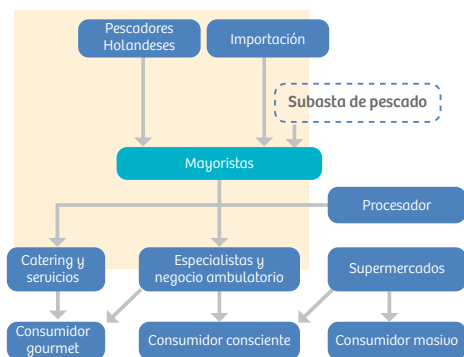 Pescadores
Holandeses
Importación
Subasta de pescado
Mayoristas
Procesador
Catering y
servicios
Especialistas y
negocio ambulatorio
Supermercados
Consumidor
gourmet
Consumidor consciente
Consumidor masivo